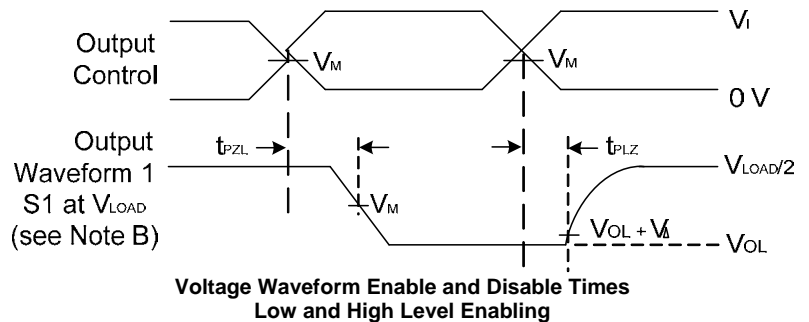 Output
Control
VM
VM
VI
0 V
Output
Waveform 1
S1 at VLOAD
(see Note B)
tPZL
tPLZ
VM
VLOAD/2
VOL + VΔ
VOL
Voltage Waveform Enable and Disable Times
Low and High Level Enabling